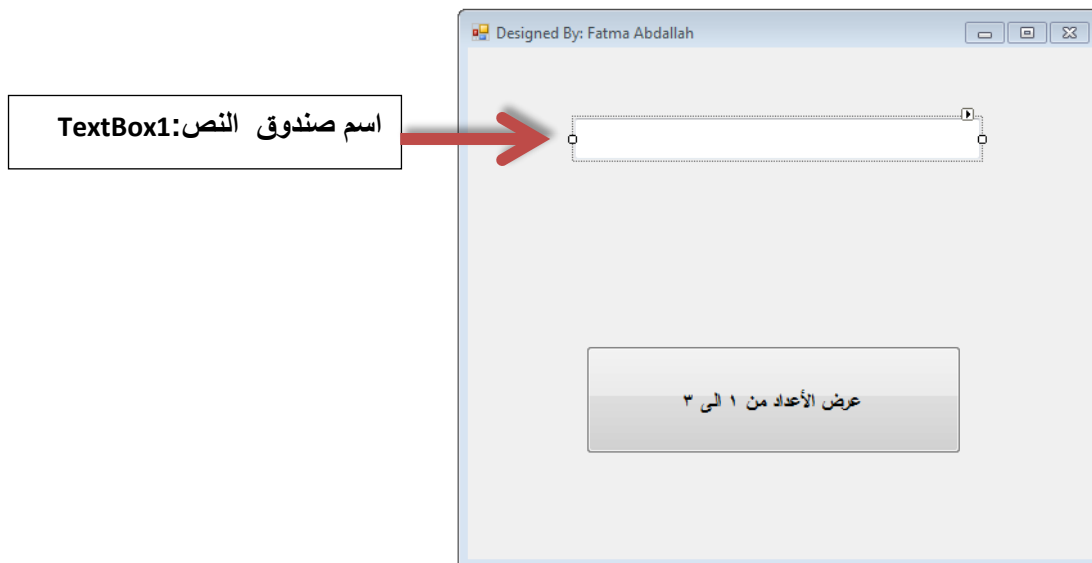 Designed By: Fatma Abdallah
اسم صندوق النص:TextBox1
عرض الأعداد من ١ الى ٣